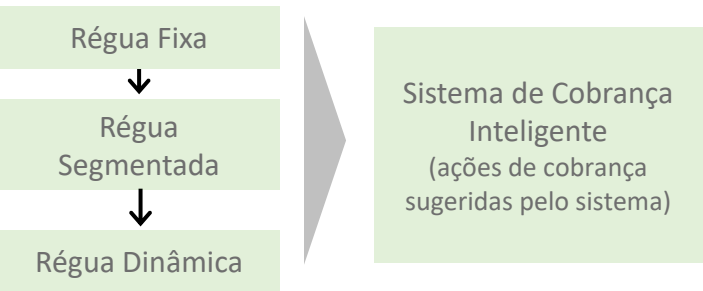 Régua Fixa
Régua
Segmentada
Régua Dinâmica
Sistema de Cobrança
Inteligente
(ações de cobrança
sugeridas pelo sistema)